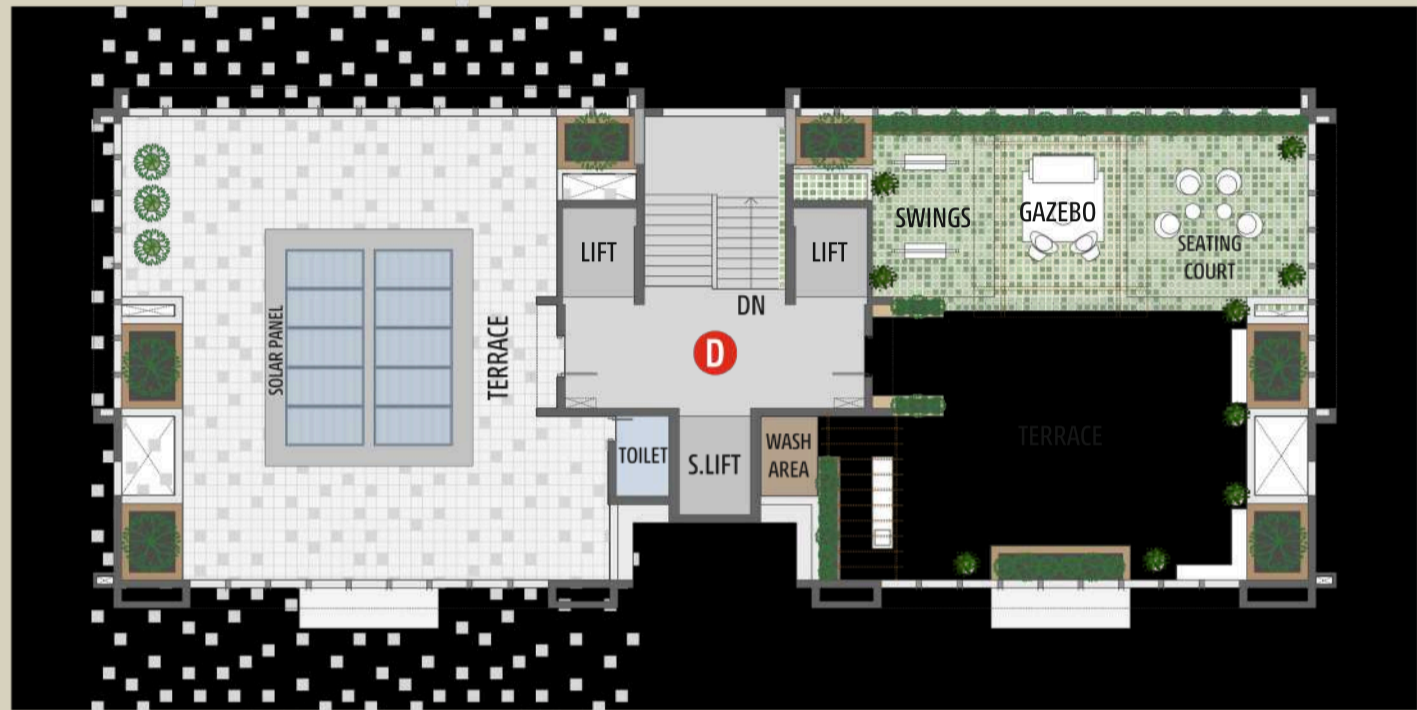 SOLAR PANEL
TERRACE
LIFT
LIFT
DN
D
TOILET
S.LIFT
WASH
AREA
SWINGS
GAZEBO
SEATING
COURT
TERRACE